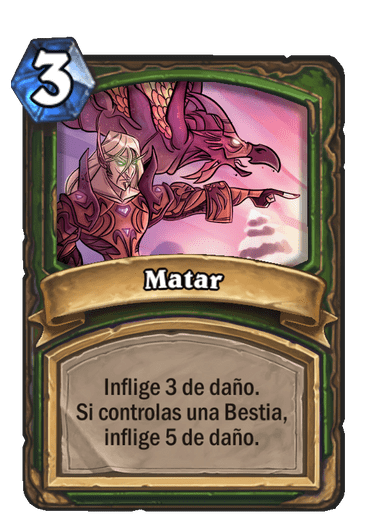 3
Matar
Inflige 3 de daño.
Si controlas una Bestia,
inflige 5 de daño.